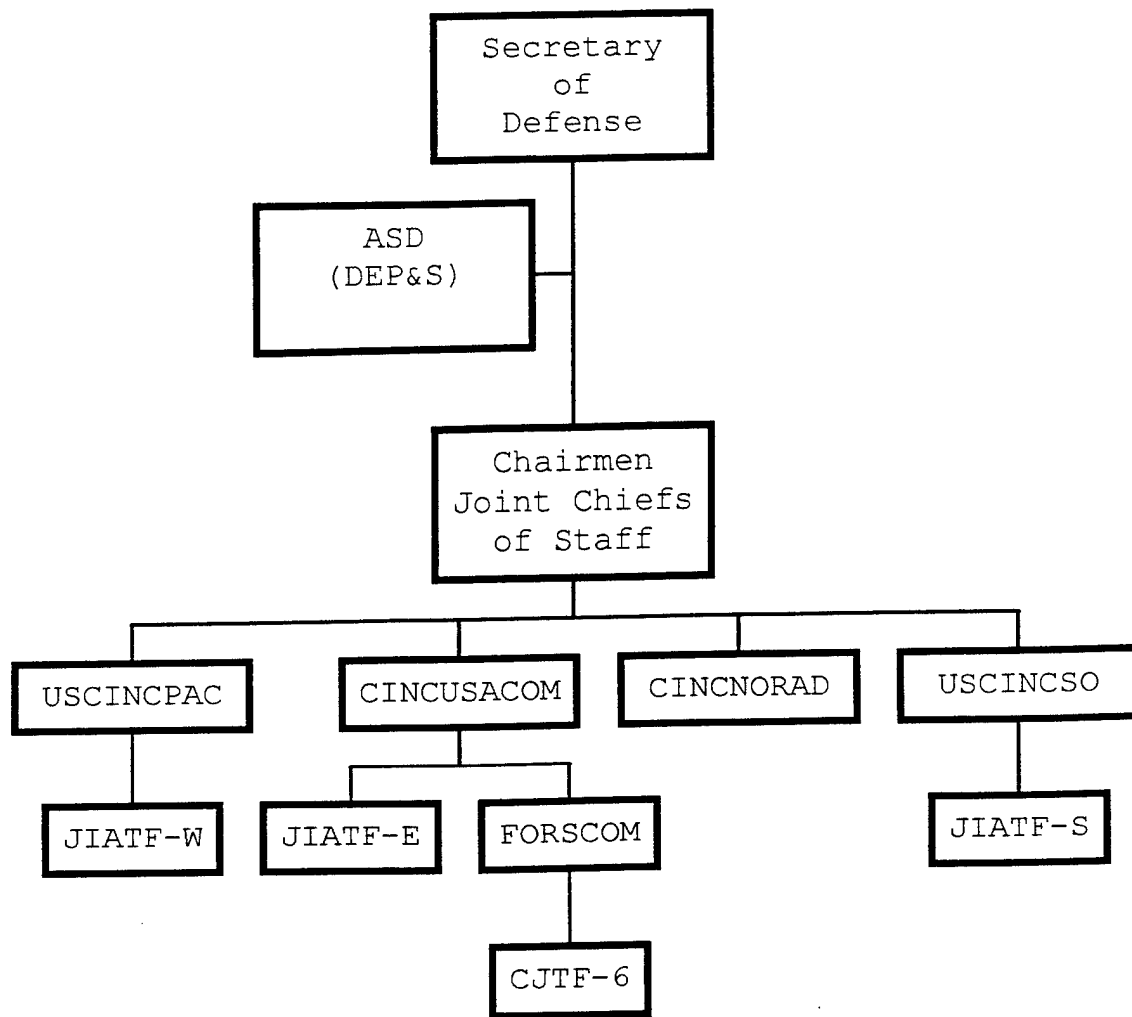 Secretary
of
Defense
ASD
(DEP&S)
Chairmen
Joint Chiefs
of Staff
USCINCPAC
CINCUSACOM
CINCNORAD
USCINCSO
JIATF-W
JIATF-E
FORSCOM
JIATF-S
CJTF-6